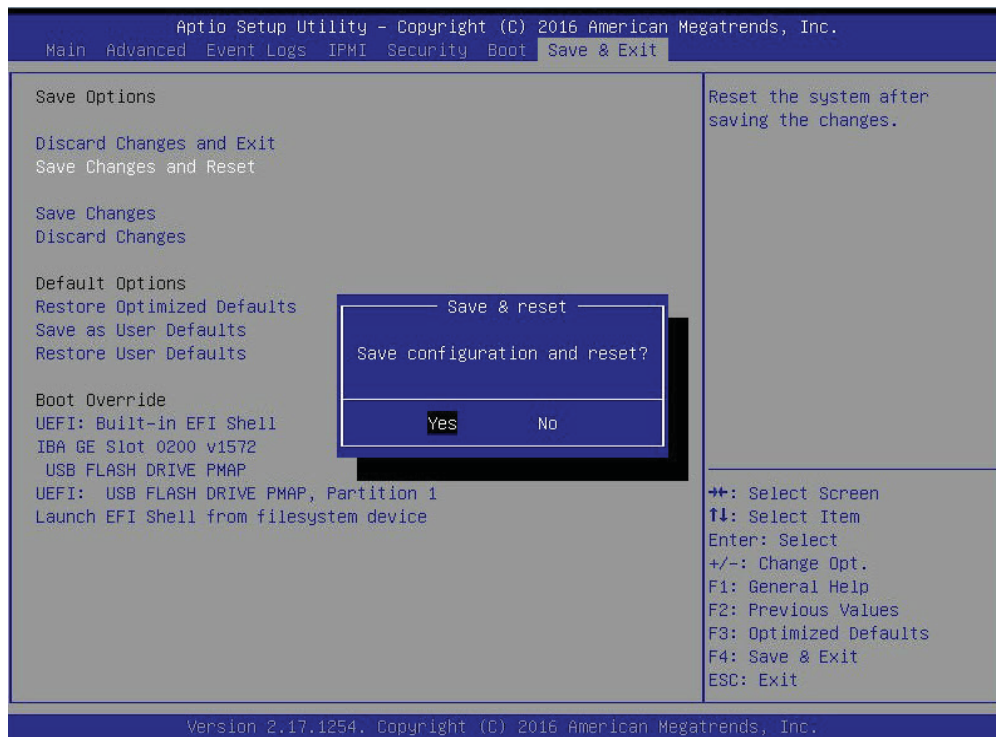 Aptio Setup Utility – Copyright (C) 2016 American Megatrends, Inc.
Main Advanced Event Logs IPMI Security Boot Save & Exit
Save Options
Discard Changes and Exit
Save Changes and Reset
Save Changes
Discard Changes
Default Options
Restore Optimized Defaults
Save as User Defaults
Restore User Defaults
Boot Override
UEFI: Built-in EFI Shell
IBA GE Slot 0200 v1572
USB FLASH DRIVE PMAP
UEFI: USB FLASH DRIVE PMAP, Partition 1
Launch EFI Shell from filesystem device
Save & reset
Save configuration and reset?
Yes No
Reset the system after
saving the changes.
→←: Select Screen
↑↓: Select Item
Enter: Select
+/-: Change Opt.
F1: General Help
F2: Previous Values
F3: Optimized Defaults
F4: Save & Exit
ESC: Exit
Version 2.17.1254. Copyright (C) 2016 American Megatrends, Inc.